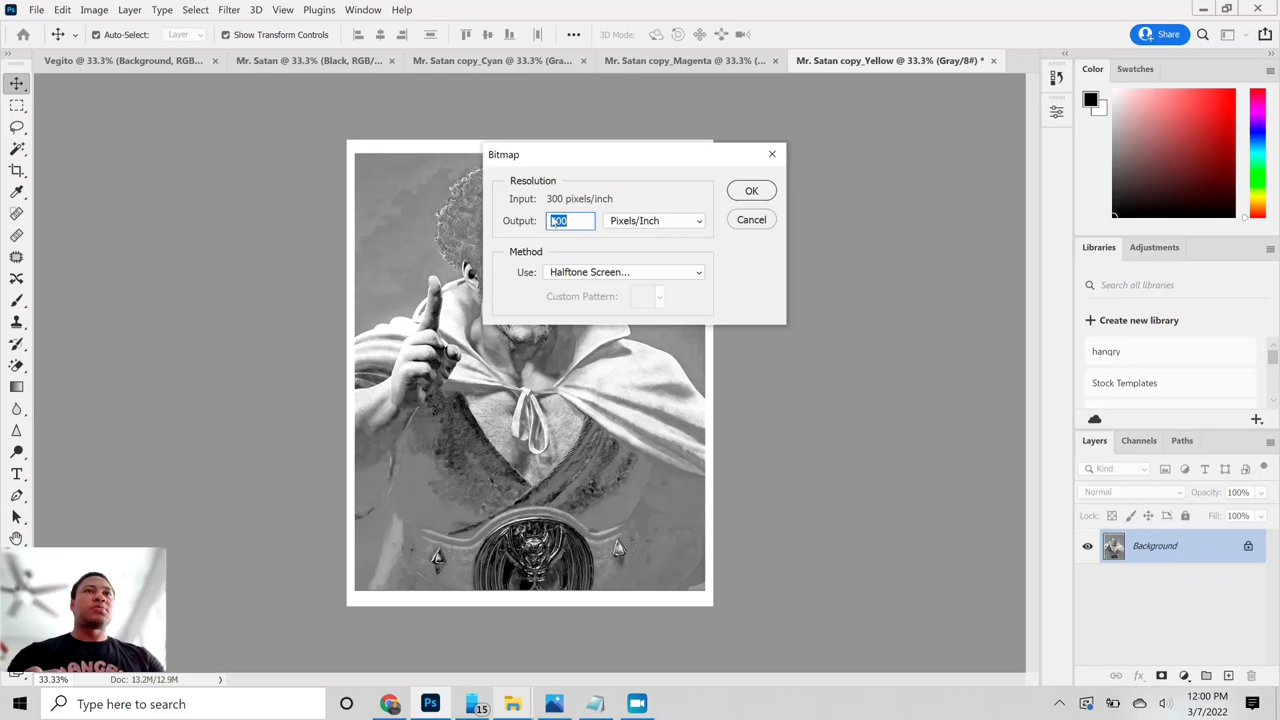 Ps File Edit Image Layer Type Select Filter 3D View Plugins Window Help
Auto-Select: Layer Show Transform Controls ••• 3D Mode: Share
Vegito @ 33.3% (Background, RGB... × Mr. Satan @ 33.3% (Black, RGB/... × Mr. Satan copy_Cyan @ 33.3% (Gra... × Mr. Satan copy_Magenta @ 33.3% (... × Mr. Satan copy_Yellow @ 33.3% (Gray/8#) * ×
Color Swatches
Bitmap
Resolution
Input: 300 pixels/inch
Output: Pixels/Inch
OK
Cancel
Method
Use: Halftone Screen...
Custom Pattern:
Libraries Adjustments
Search all libraries
+ Create new library
hangry
Stock Templates
Layers Channels Paths
Kind
Normal Opacity: 100%
Lock: Fill: 100%
Background
33.33% Doc: 13.2M/12.9M
Type here to search
Ps
15
12:00 PM
3/7/2022